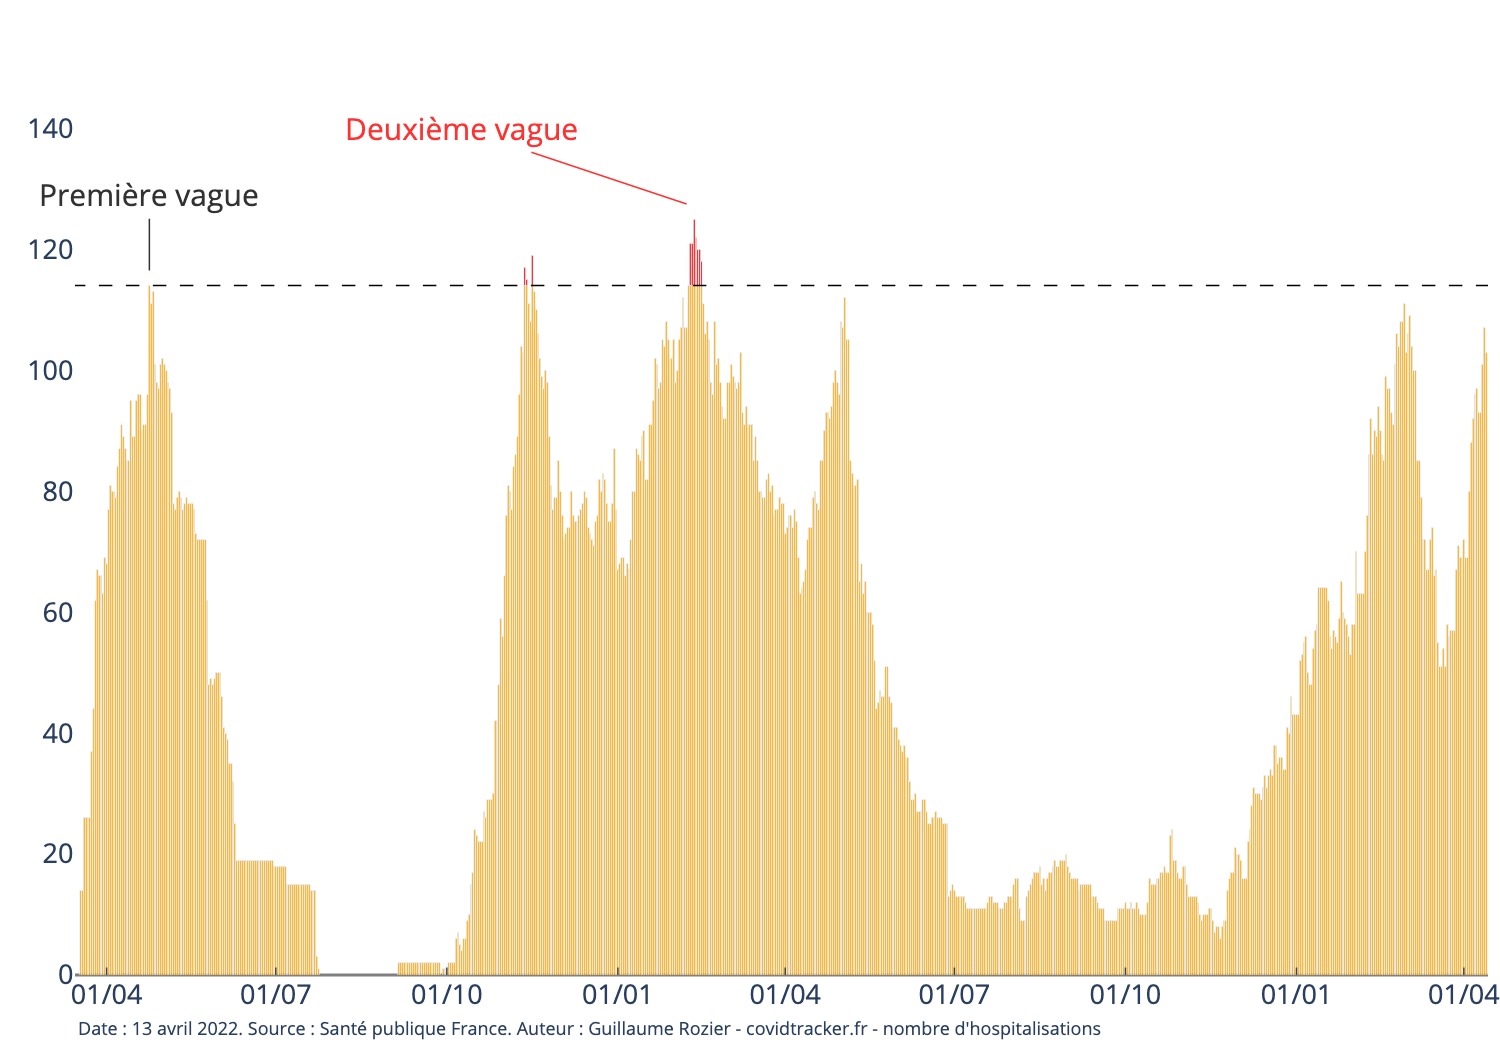 140
Deuxième vague
Première vague
120
100
80
60
40
20
0
01/04 01/07 01/10 01/01 01/04 01/07 01/10 01/01 01/04
Date : 13 avril 2022. Source : Santé publique France. Auteur : Guillaume Rozier - covidtracker.fr - nombre d'hospitalisations